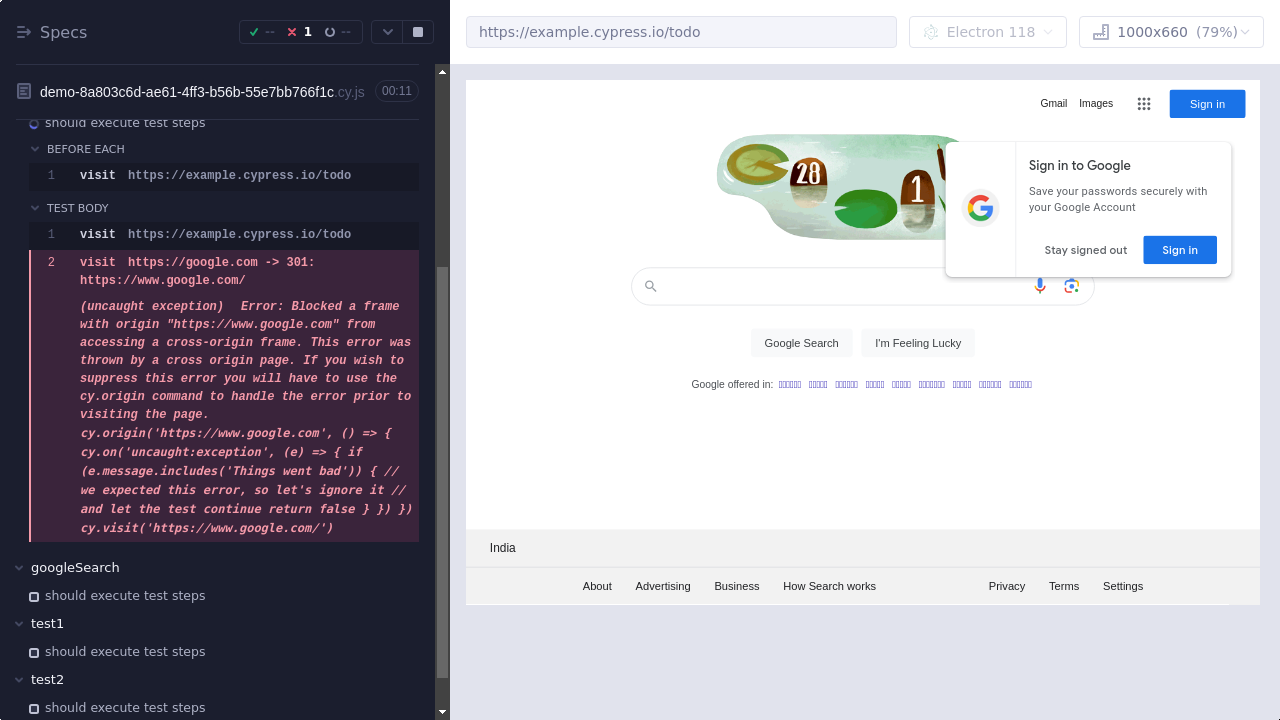 Specs
--
1
--
https://example.cypress.io/todo
Electron 118
1000x660 (79%)
demo-8a803c6d-ae61-4ff3-b56b-55e7bb766f1c.cy.js
00:11
should execute test steps
BEFORE EACH
1 visit https://example.cypress.io/todo
TEST BODY
1 visit https://example.cypress.io/todo
2 visit https://google.com -> 301:
https://www.google.com/
(uncaught exception) Error: Blocked a frame
with origin "https://www.google.com" from
accessing a cross-origin frame. This error was
thrown by a cross origin page. If you wish to
suppress this error you will have to use the
cy.origin command to handle the error prior to
visiting the page.
cy.origin('https://www.google.com', () => {
cy.on('uncaught:exception', (e) => { if
(e.message.includes('Things went bad')) { //
we expected this error, so let's ignore it //
and let the test continue return false } }) })
cy.visit('https://www.google.com/')
googleSearch
should execute test steps
test1
should execute test steps
test2
should execute test steps
Gmail Images
Sign in
28
1
Sign in to Google
Save your passwords securely with
your Google Account
Stay signed out
Sign in
Google Search
I'm Feeling Lucky
Google offered in:
India
About Advertising Business How Search works Privacy Terms Settings